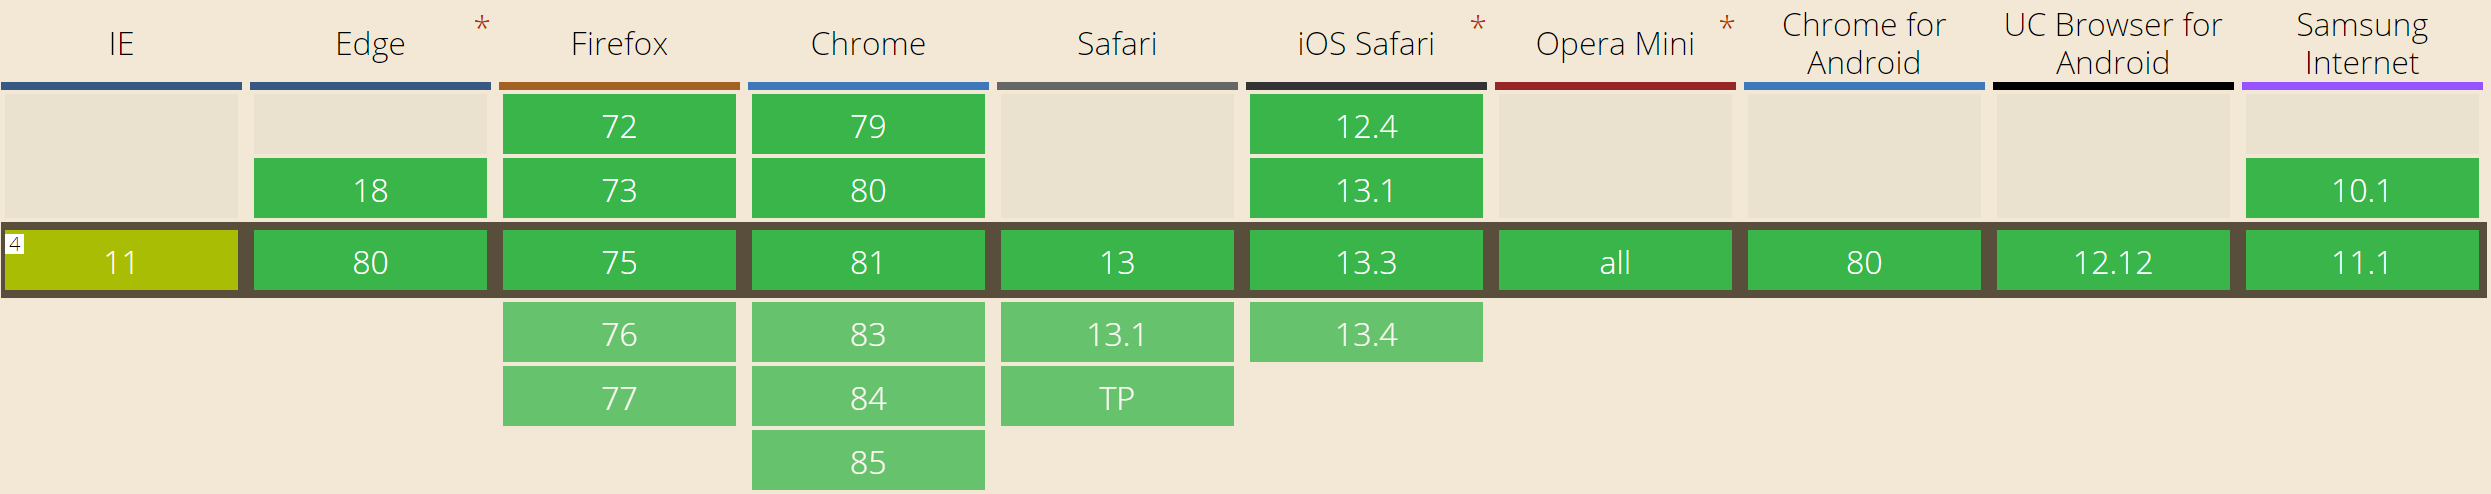 IE
Edge *
Firefox
Chrome
Safari
iOS Safari *
Opera Mini *
Chrome for
Android
UC Browser for
Android
Samsung
Internet
72 79 12.4
18 73 80 13.1 10.1
4 11 80 75 81 13 13.3 all 80 12.12 11.1
76 83 13.1 13.4
77 84 TP
85